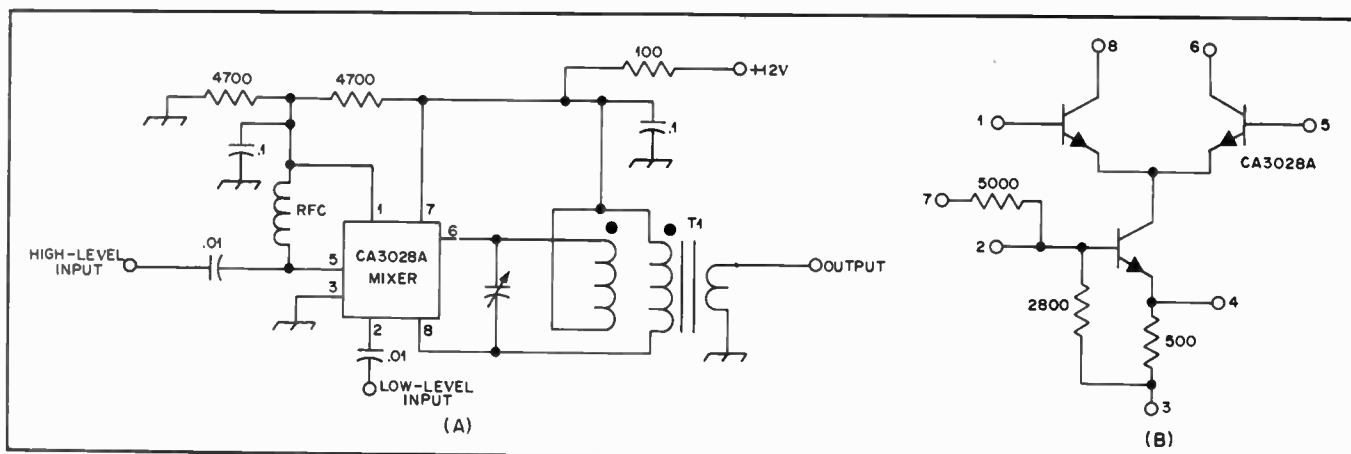 4700
4700
100
+12V
.1
.1
RFC
1
7
6
HIGH-LEVEL
INPUT
.01
5
3
CA3028A
MIXER
2
8
.01
LOW-LEVEL
INPUT
T1
OUTPUT
(A)
8
6
1
5
CA3028A
5000
7
2
2800
4
500
3
(B)